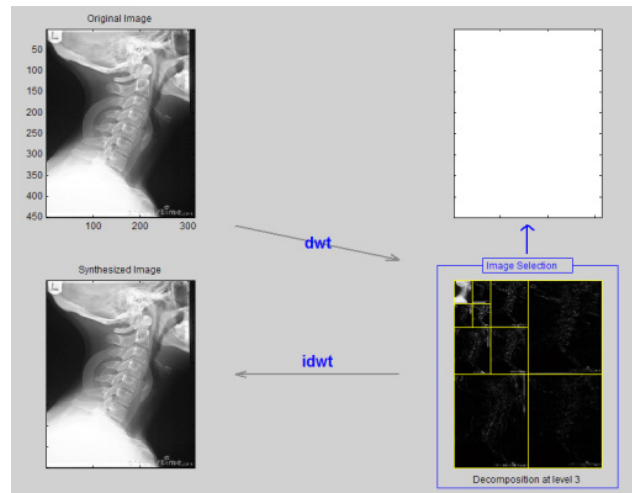 Original Image
50
100
150
200
250
300
350
400
450
100
200
300
dwt
Image Selection
Synthesized Image
idwt
Decomposition at level 3